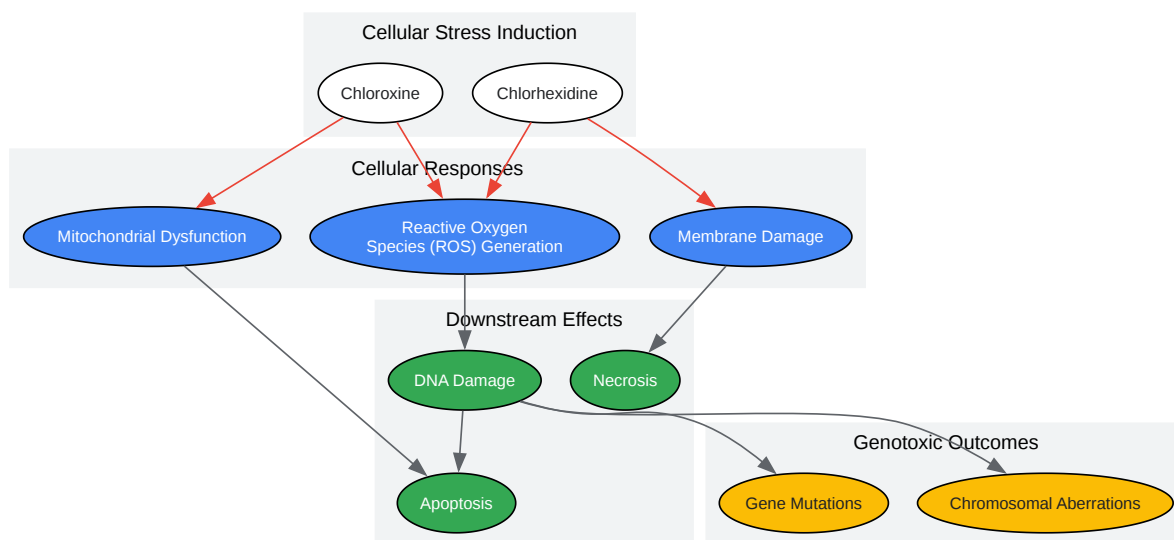 Cellular Stress Induction
Chloroxine
Chlorhexidine
Cellular Responses
Mitochondrial Dysfunction
Reactive Oxygen
Species (ROS) Generation
Membrane Damage
Downstream Effects
DNA Damage
Necrosis
Genotoxic Outcomes
Apoptosis
Gene Mutations
Chromosomal Aberrations